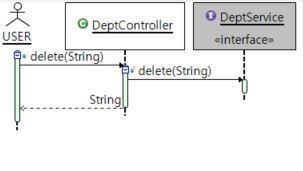 C DeptController
I DeptService
«interface»
USER
delete(String)
delete(String)
String